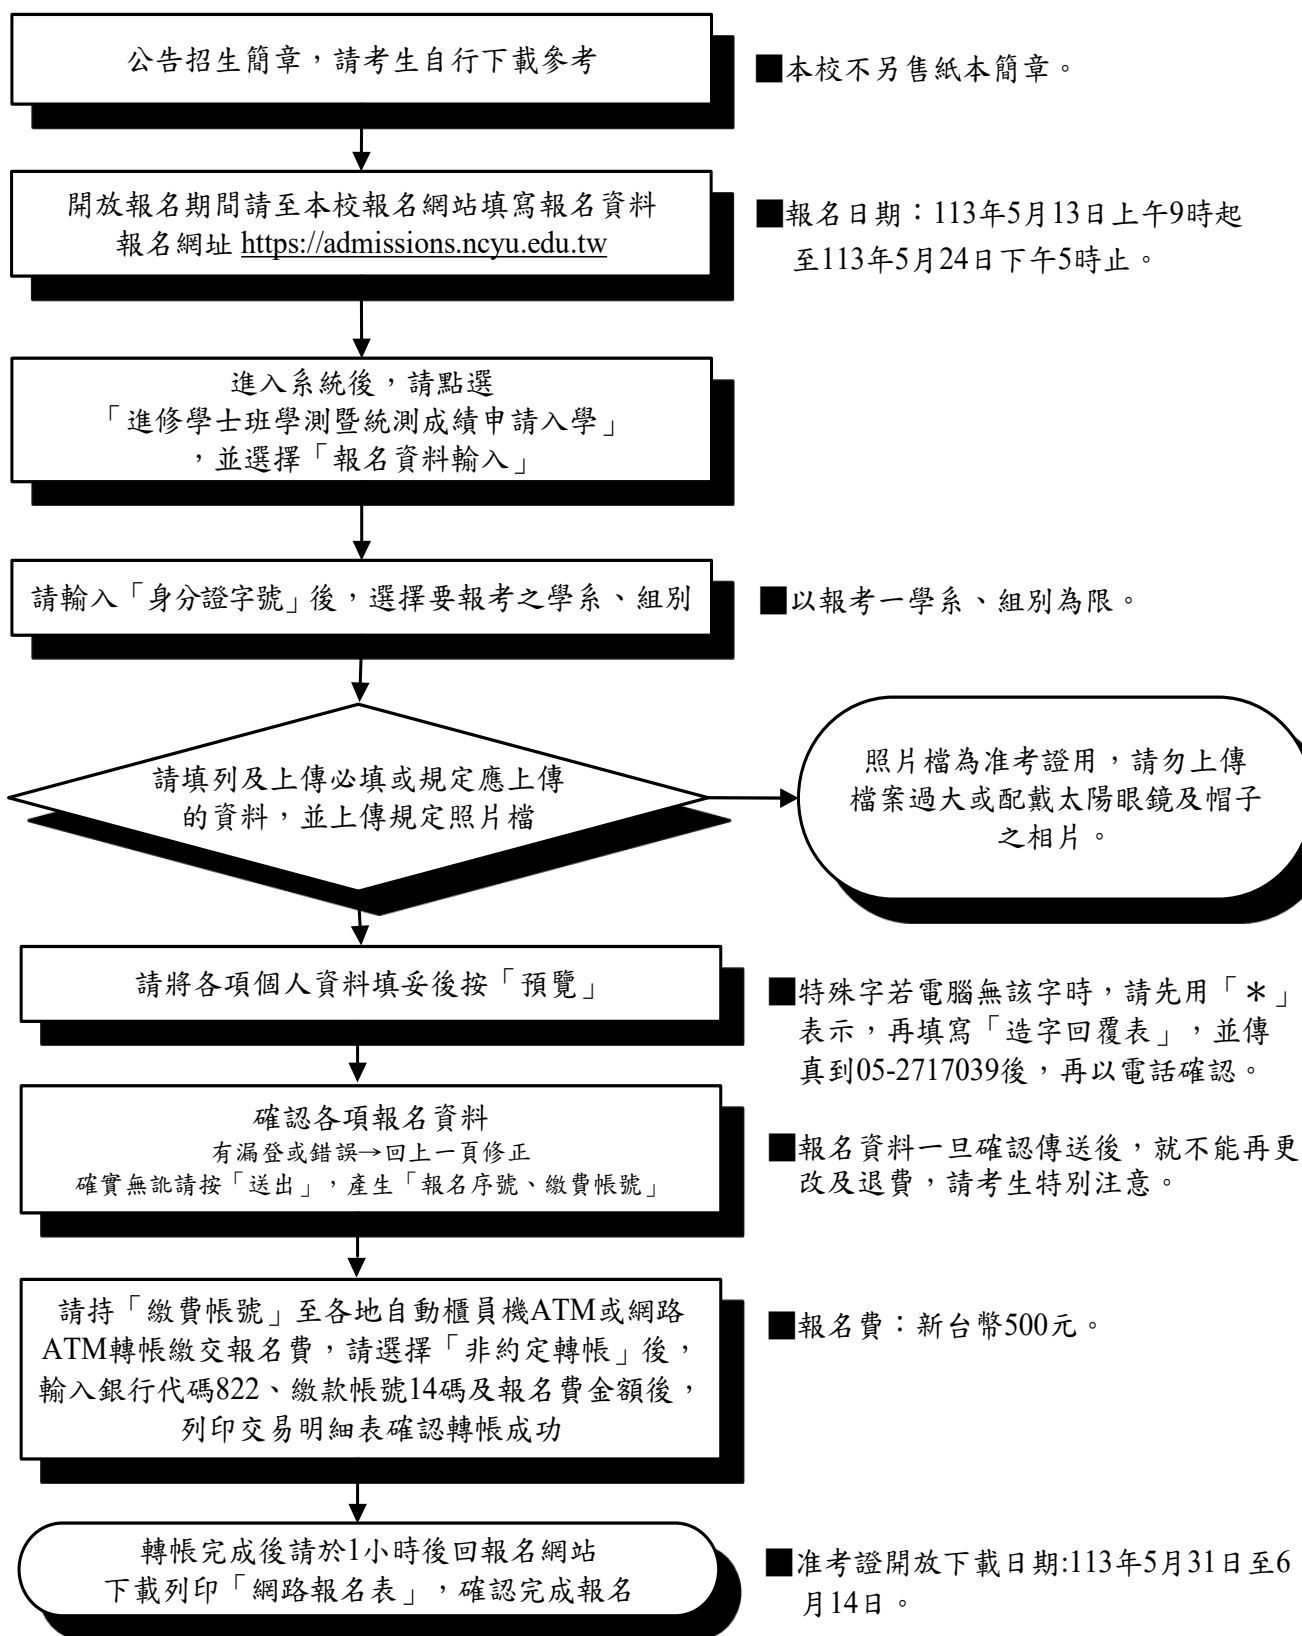 公告招生簡章，請考生自行下載參考
■本校不另售紙本簡章。
開放報名期間請至本校報名網站填寫報名資料
報名網址 https://admissions.ncyu.edu.tw
■報名日期：113年5月13日上午9時起
至113年5月24日下午5時止。
進入系統後，請點選
「進修學士班學測暨統測成績申請入學」
，並選擇「報名資料輸入」
請輸入「身分證字號」後，選擇要報考之學系、組別
■以報考一學系、組別為限。
請填列及上傳必填或規定應上傳
的資料，並上傳規定照片檔
照片檔為准考證用，請勿上傳
檔案過大或配戴太陽眼鏡及帽子
之相片。
請將各項個人資料填妥後按「預覽」
■特殊字若電腦無該字時，請先用「＊」
表示，再填寫「造字回覆表」，並傳
真到05-2717039後，再以電話確認。
確認各項報名資料
有漏登或錯誤→回上一頁修正
確實無訛請按「送出」，產生「報名序號、繳費帳號」
■報名資料一旦確認傳送後，就不能再更
改及退費，請考生特別注意。
請持「繳費帳號」至各地自動櫃員機ATM或網路
ATM轉帳繳交報名費，請選擇「非約定轉帳」後，
輸入銀行代碼822、繳款帳號14碼及報名費金額後，
列印交易明細表確認轉帳成功
■報名費：新台幣500元。
轉帳完成後請於1小時後回報名網站
下載列印「網路報名表」，確認完成報名
■准考證開放下載日期:113年5月31日至6
月14日。